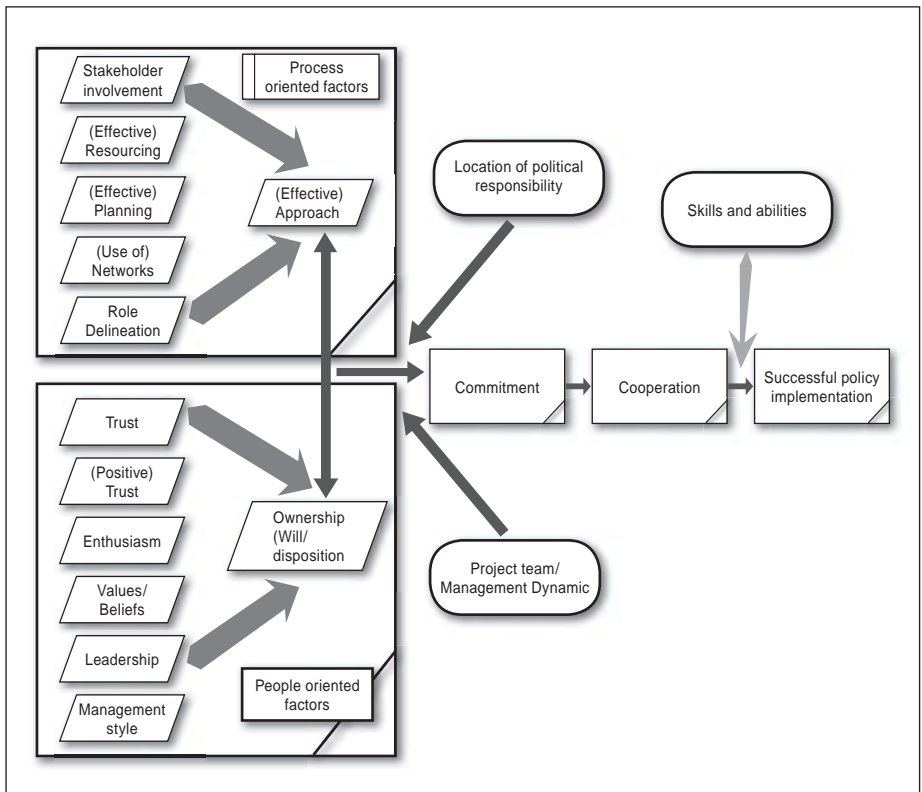 Stakeholder
involvement
Process
oriented factors
(Effective)
Resourcing
(Effective)
Planning
(Effective)
Approach
(Use of)
Networks
Role
Delineation
Location of political
responsibility
Skills and abilities
Commitment
Cooperation
Successful policy
implementation
Trust
(Positive)
Trust
Enthusiasm
Ownership
(Will/
disposition
Values/
Beliefs
Leadership
Management
style
People oriented
factors
Project team/
Management Dynamic